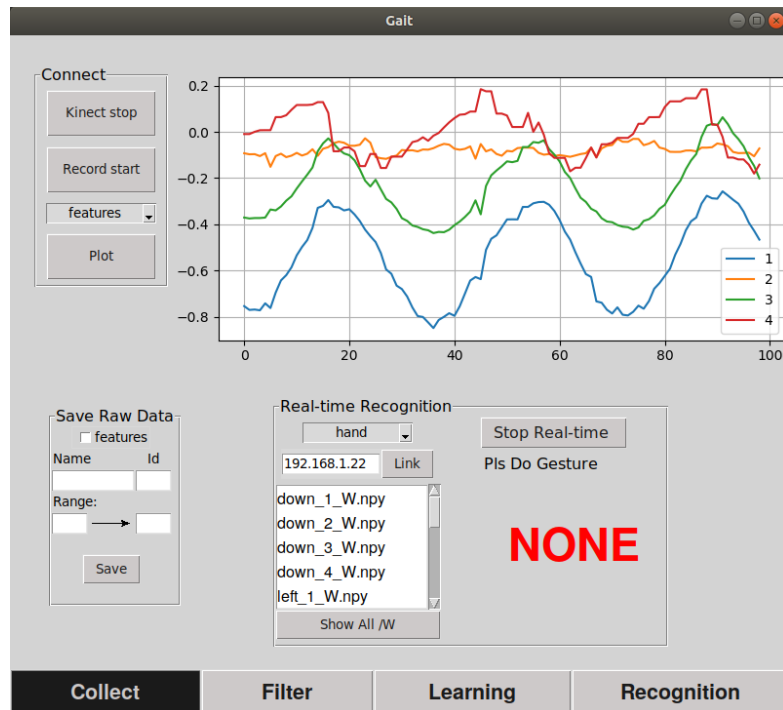 Gait
Connect
Kinect stop
Record start
features
Plot
0.2
0.0
−0.2
−0.4
−0.6
−0.8
0
20
40
60
80
100
1
2
3
4
Save Raw Data
features
Name Id
Range:
Save
Real-time Recognition
hand
192.168.1.22 Link
down_1_W.npy
down_2_W.npy
down_3_W.npy
down_4_W.npy
left_1_W.npy
Show All /W
Stop Real-time
Pls Do Gesture
NONE
Collect Filter Learning Recognition